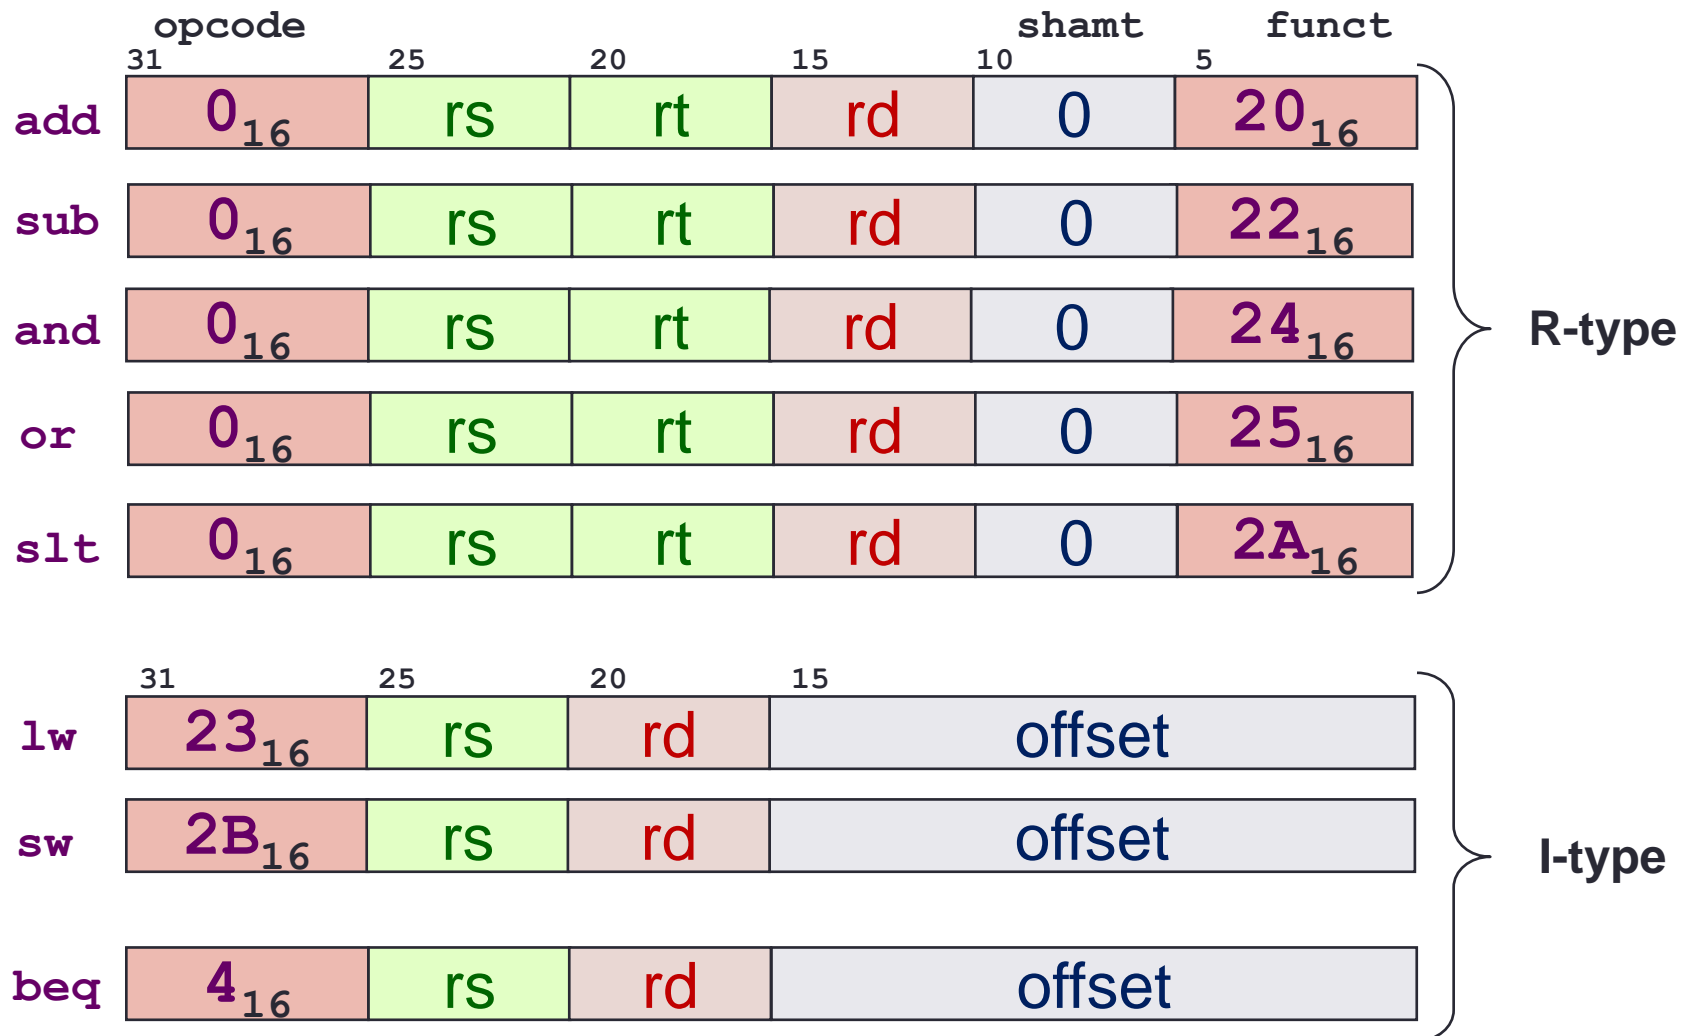 opcode shamt funct
31 25 20 15 10 5
add 0₁₆ rs rt rd 0 20₁₆
sub 0₁₆ rs rt rd 0 22₁₆
and 0₁₆ rs rt rd 0 24₁₆
R-type
or 0₁₆ rs rt rd 0 25₁₆
slt 0₁₆ rs rt rd 0 2A₁₆
31 25 20 15
lw 23₁₆ rs rd offset
sw 2B₁₆ rs rd offset
I-type
beq 4₁₆ rs rd offset